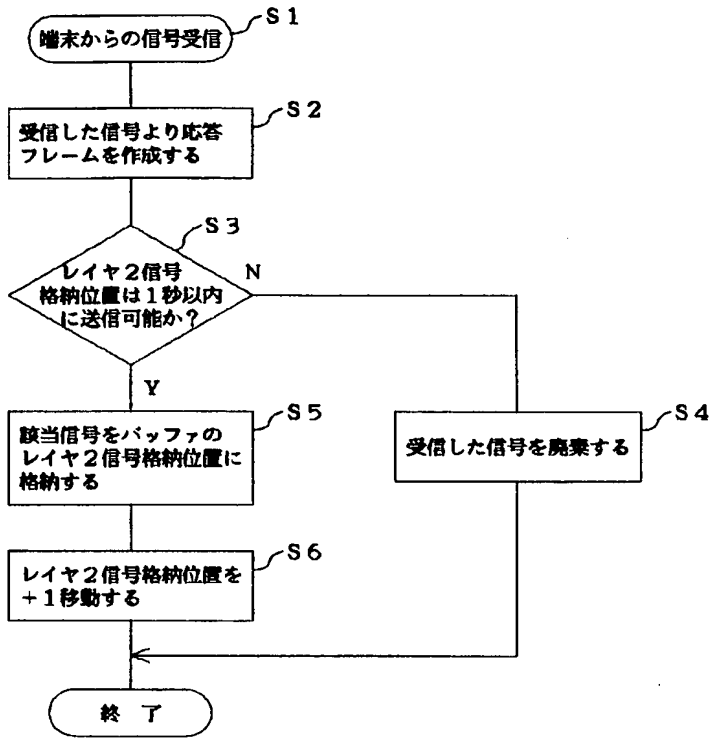 S1
端末からの信号受信
S2
受信した信号より応答
フレームを作成する
S3
レイヤ2信号
格納位置は1秒以内
に送信可能か?
N
Y
S5
該当信号をバッファの
レイヤ2信号格納位置に
格納する
S4
受信した信号を廃棄する
S6
レイヤ2信号格納位置を
+1移動する
終 了